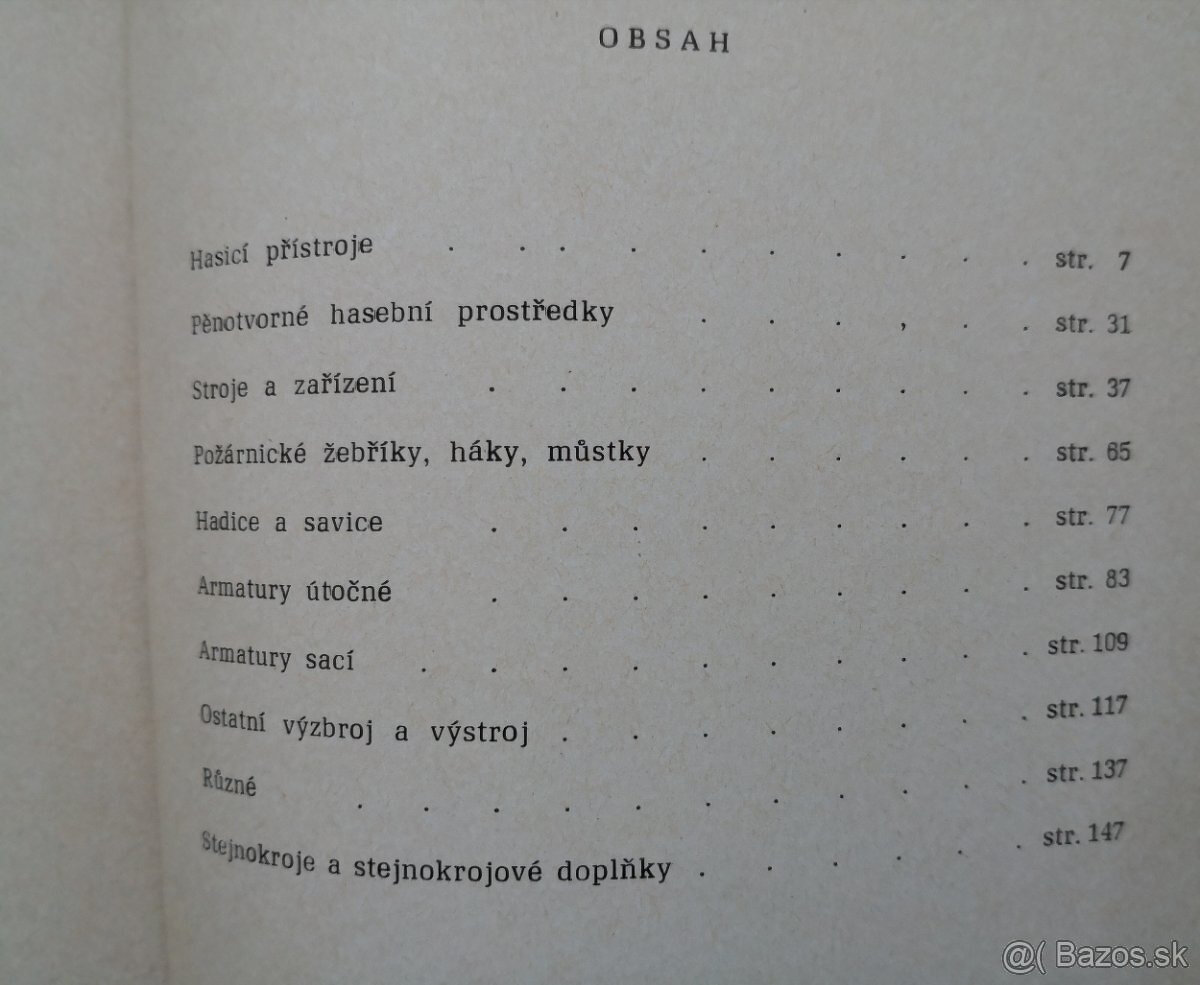 OBSAH
Hasicí přístroje . . . . . . . . . . str. 7
Pěnotvorné hasební prostředky . . . , . . str. 31
Stroje a zařízení . . . . . . . . . str. 37
Požárnické žebříky, háky, můstky . . . . . . str. 65
Hadice a savice . . . . . . . . . str. 77
Armatury útočné . . . . . . . . . str. 83
Armatury sací . . . . . . . . . . str. 109
Ostatní výzbroj a výstroj . . . . . . . . str. 117
Různé . . . . . . . . . . . str. 137
Stejnokroje a stejnokrojové doplňky . . . . . . str. 147
@( Bazos.sk